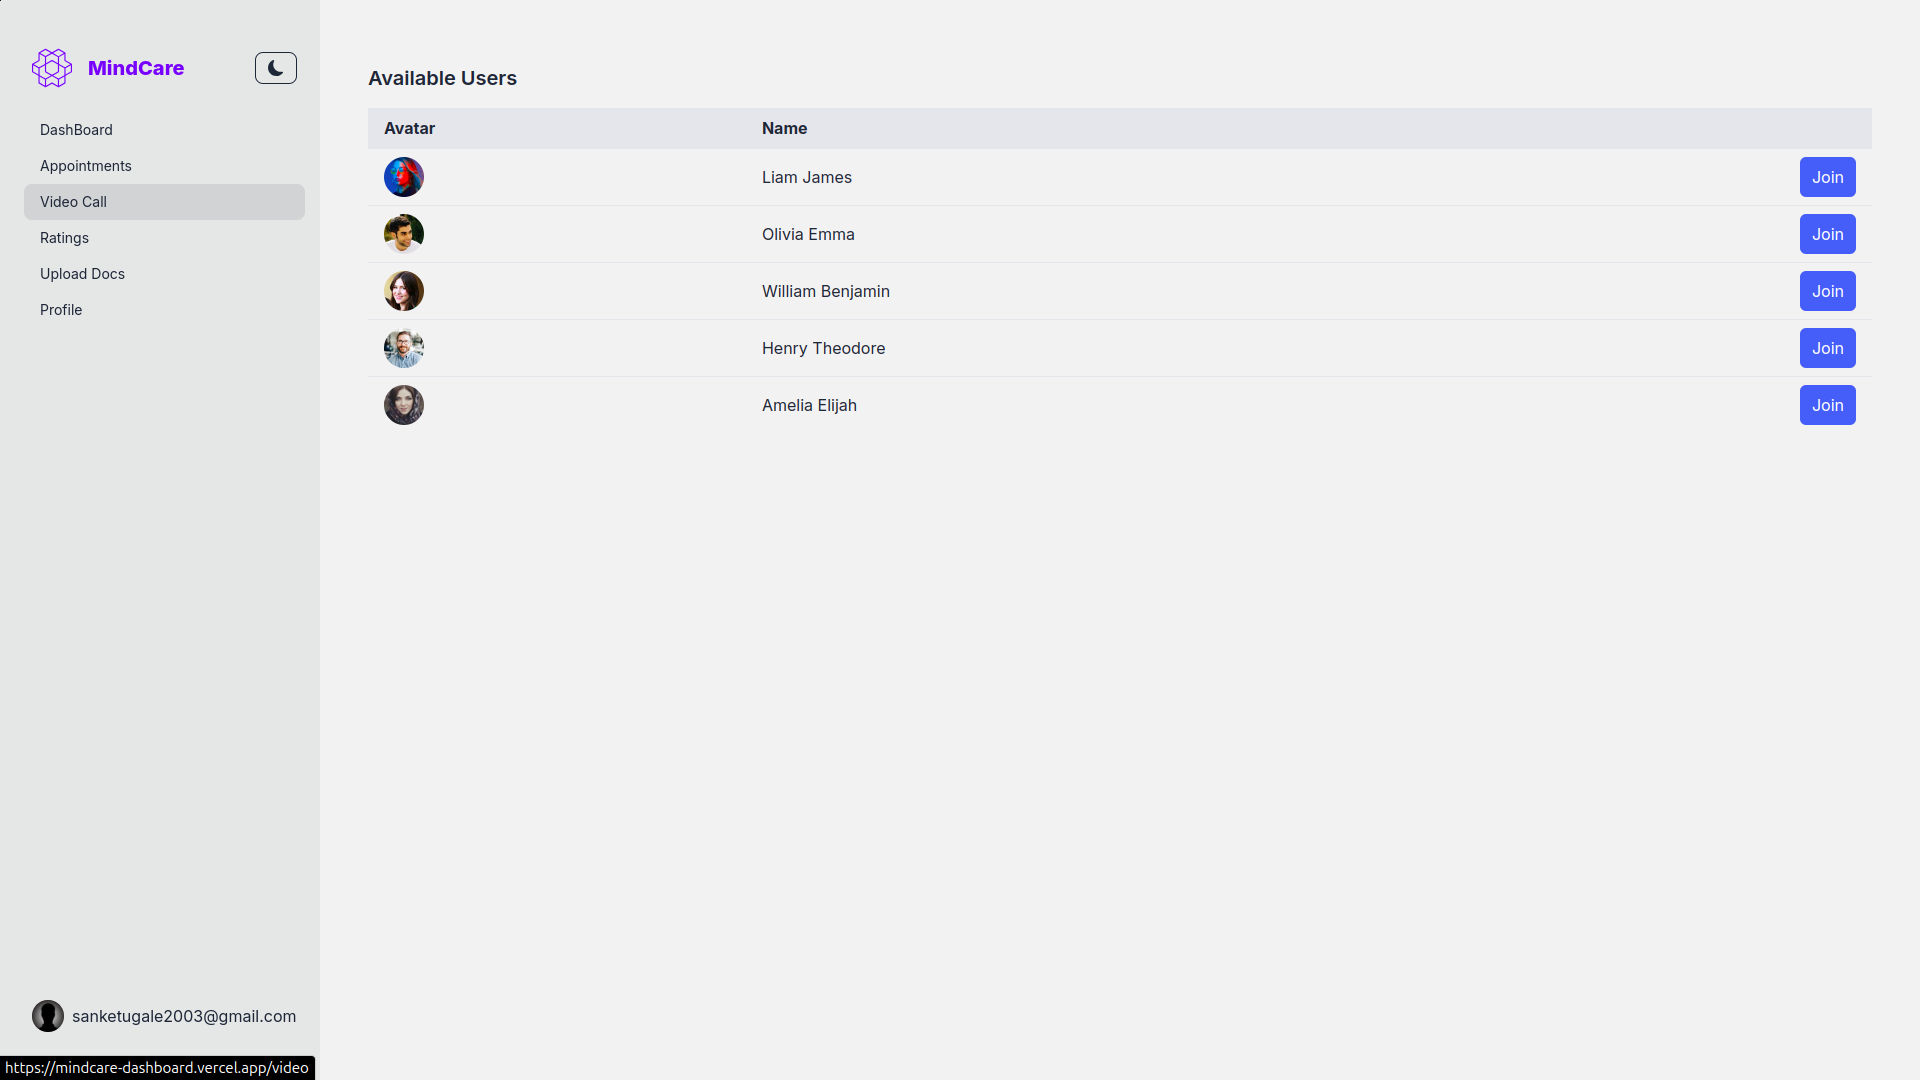 MindCare
DashBoard
Appointments
Video Call
Ratings
Upload Docs
Profile
sanketugale2003@gmail.com
https://mindcare-dashboard.vercel.app/video
Available Users
Avatar Name
Liam James Join
Olivia Emma Join
William Benjamin Join
Henry Theodore Join
Amelia Elijah Join